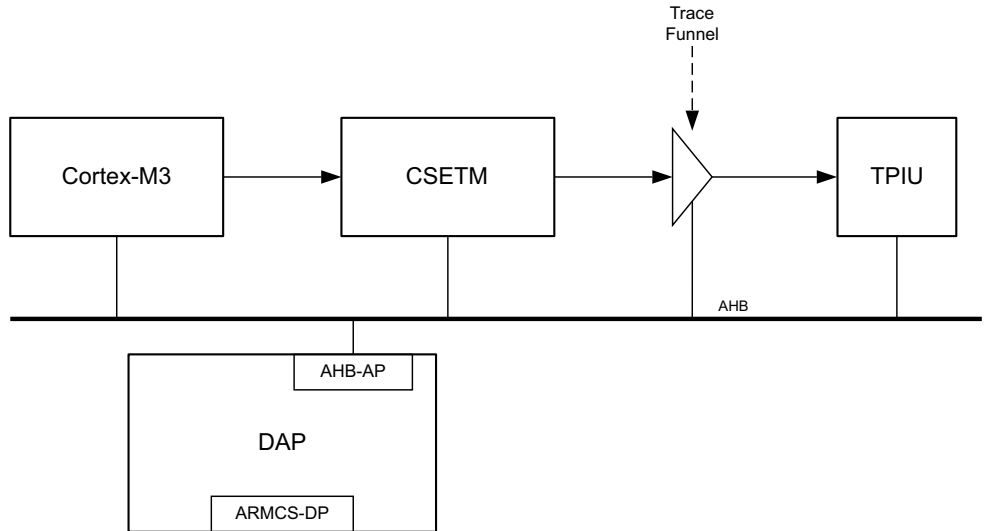 Trace
Funnel
Cortex-M3
CSETM
TPIU
AHB
AHB-AP
DAP
ARMCS-DP